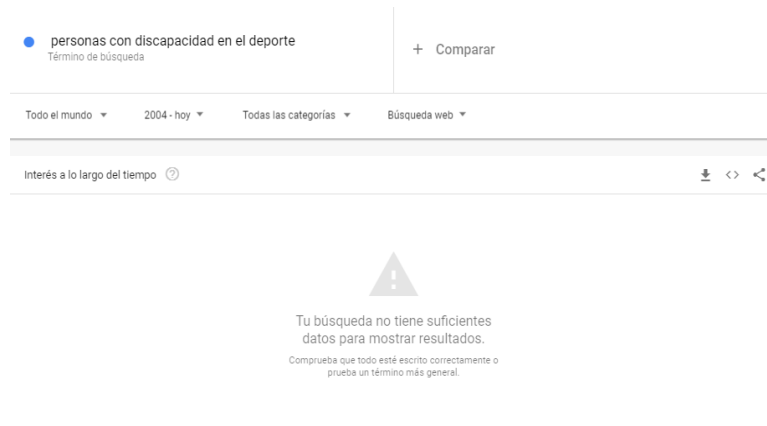 personas con discapacidad en el deporte
Término de búsqueda
+ Comparar
Todo el mundo
2004 - hoy
Todas las categorías
Búsqueda web
Interés a lo largo del tiempo
Tu búsqueda no tiene suficientes
datos para mostrar resultados.
Comprueba que todo esté escrito correctamente o
prueba un término más general.